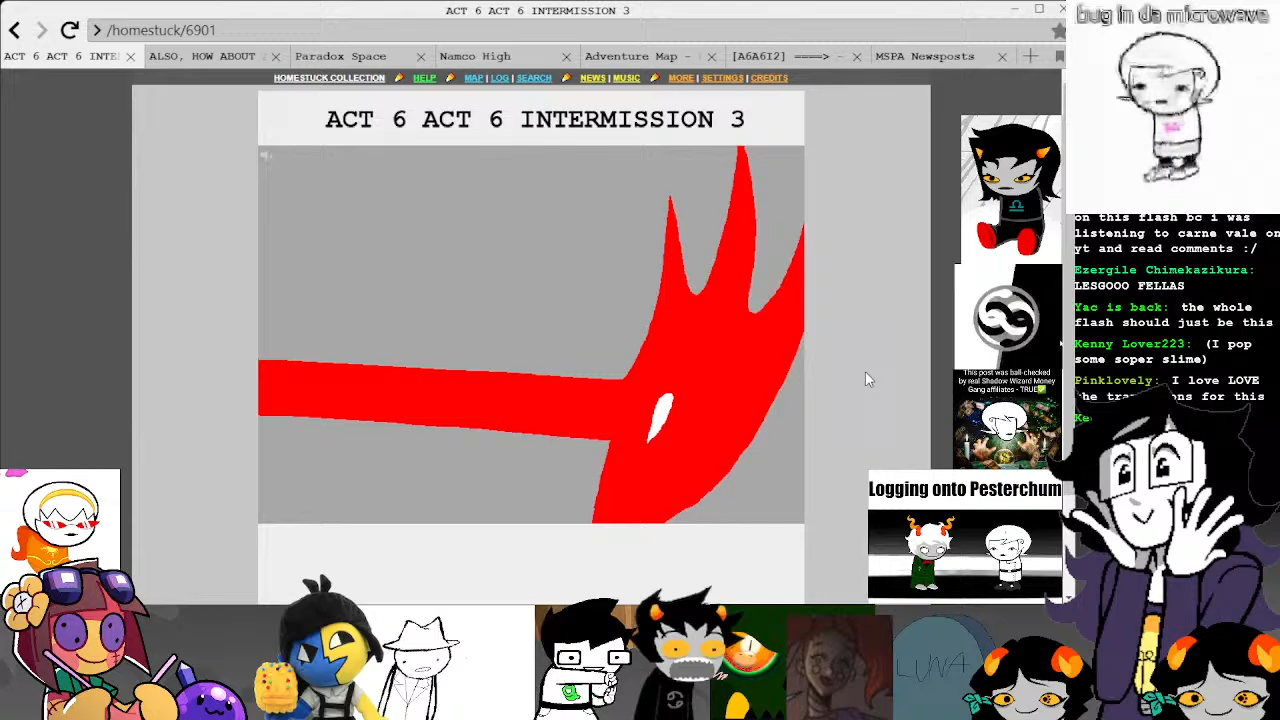 ACT 6 ACT 6 INTERMISSION 3
/homestuck/6901
ACT 6 ACT 6 INTE
ALSO, HOW ABOUT
Paradox Space
Namco High
Adventure Map -
[A6A6I2] ====> -
MSPA Newsposts
HOMESTUCK COLLECTION HELP MAP | LOG | SEARCH NEWS | MUSIC MORE | SETTINGS | CREDITS
ACT 6 ACT 6 INTERMISSION 3
bug in da microwave
on this flash bc i was
listening to carne vale on
yt and read comments :/
Ezergile Chimekazikura:
LESGOOO FELLAS
Yac is back: the whole
flash should just be this
Kenny Lover223: (I pop
some soper slime)
Pinklovely: I love LOVE
for this
Ke
This post was ball-checked
by real Shadow Wizard Money
Gang affiliates - TRUE✅
Logging onto Pesterchum
LUNA